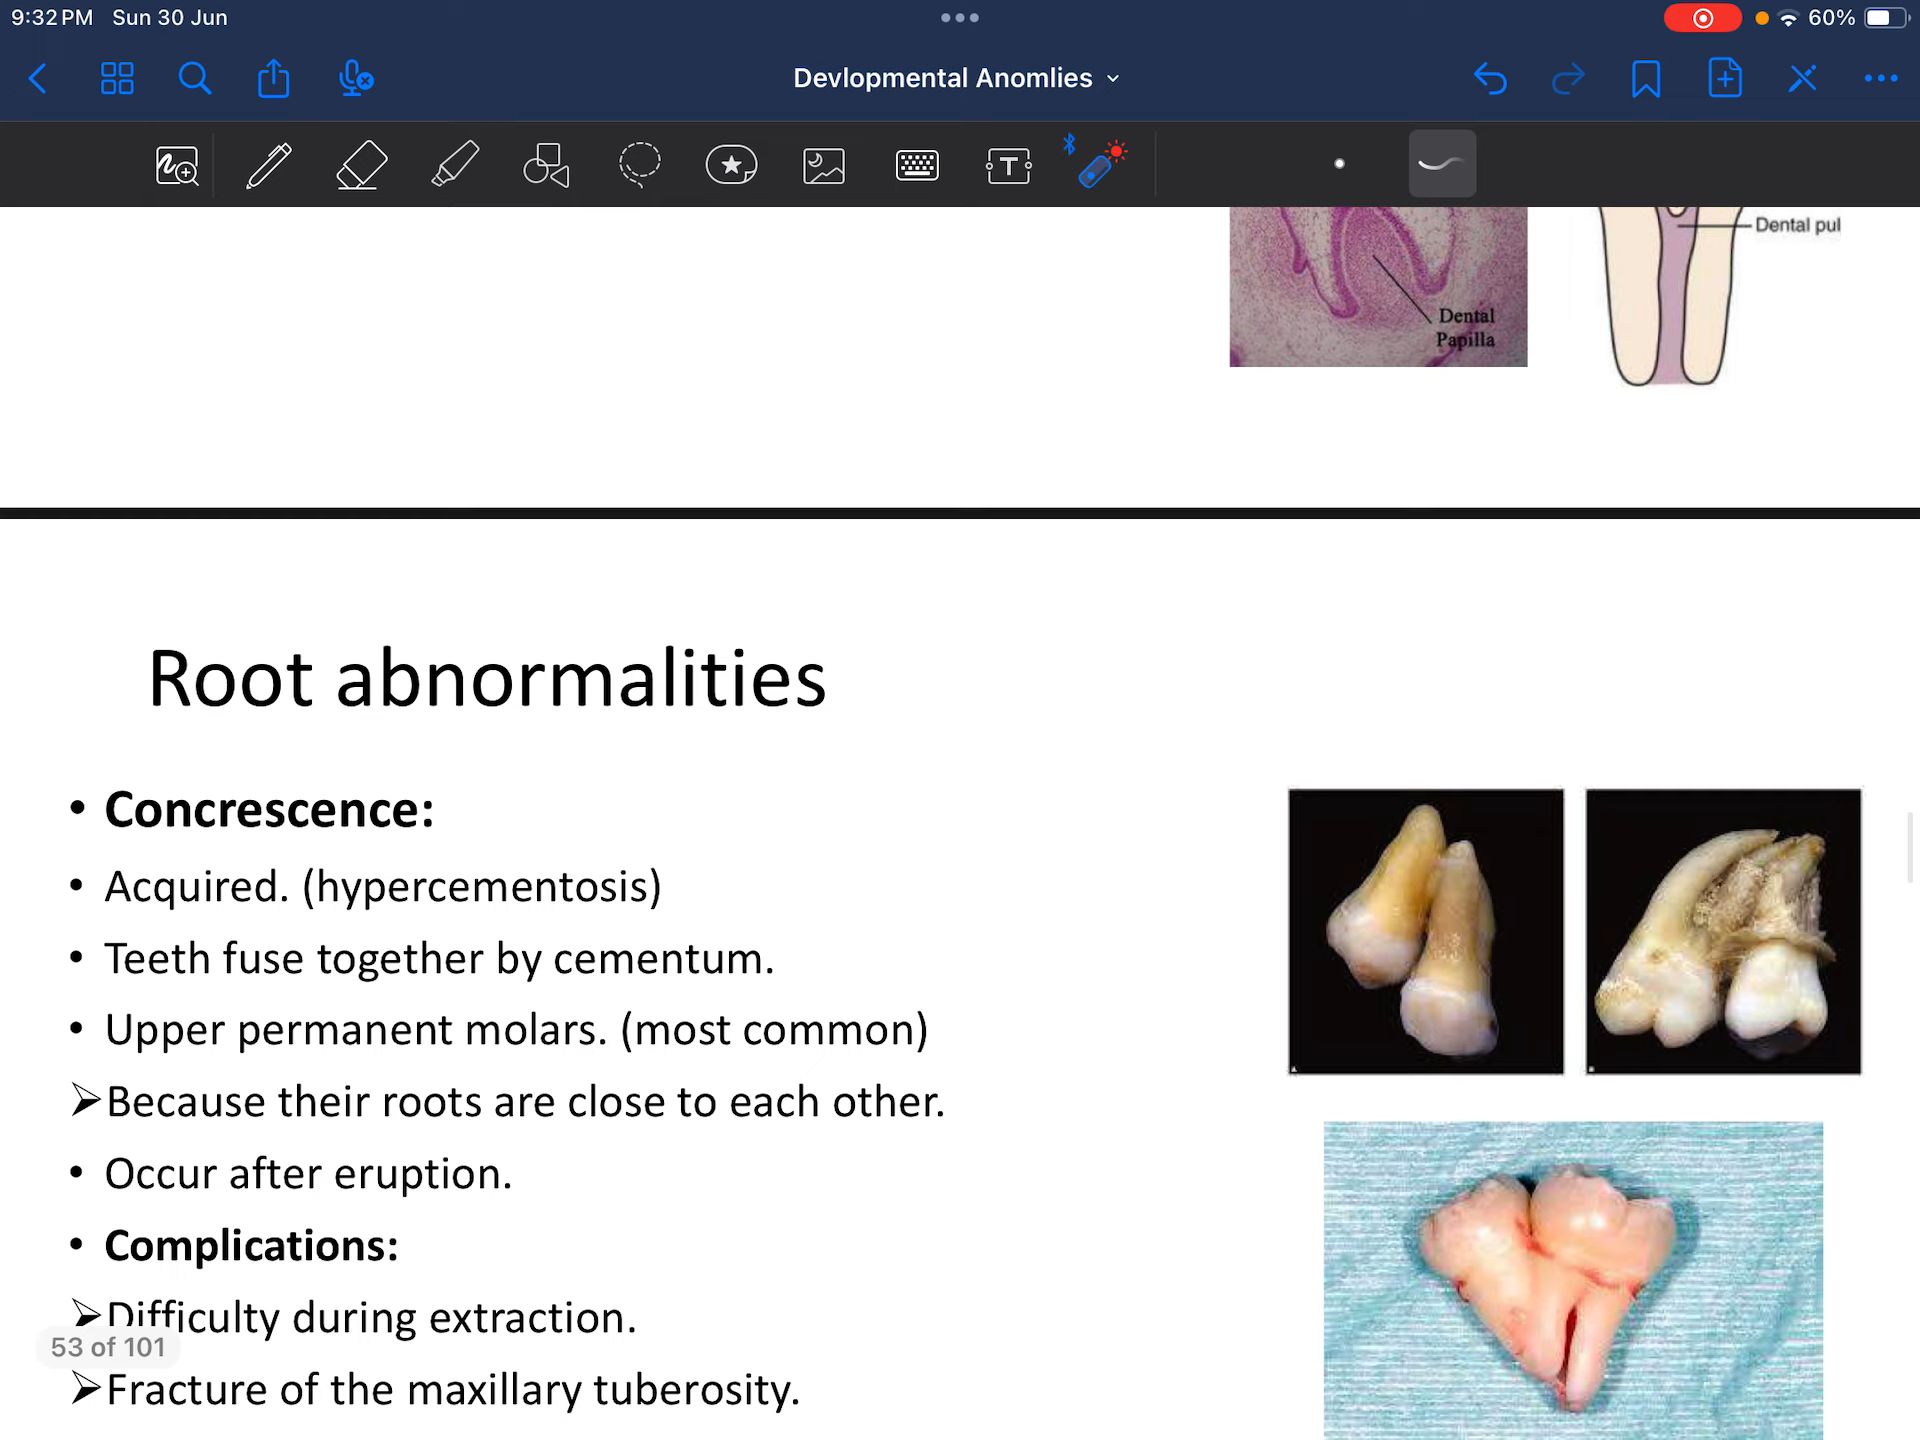 9:32 PM Sun 30 Jun
60%
Devlopmental Anomlies
T
Dental pul
Dental
Papilla
Root abnormalities
• Concrescence:
• Acquired. (hypercementosis)
• Teeth fuse together by cementum.
• Upper permanent molars. (most common)
➢Because their roots are close to each other.
• Occur after eruption.
• Complications:
➢Difficulty during extraction.
53 of 101
➢Fracture of the maxillary tuberosity.